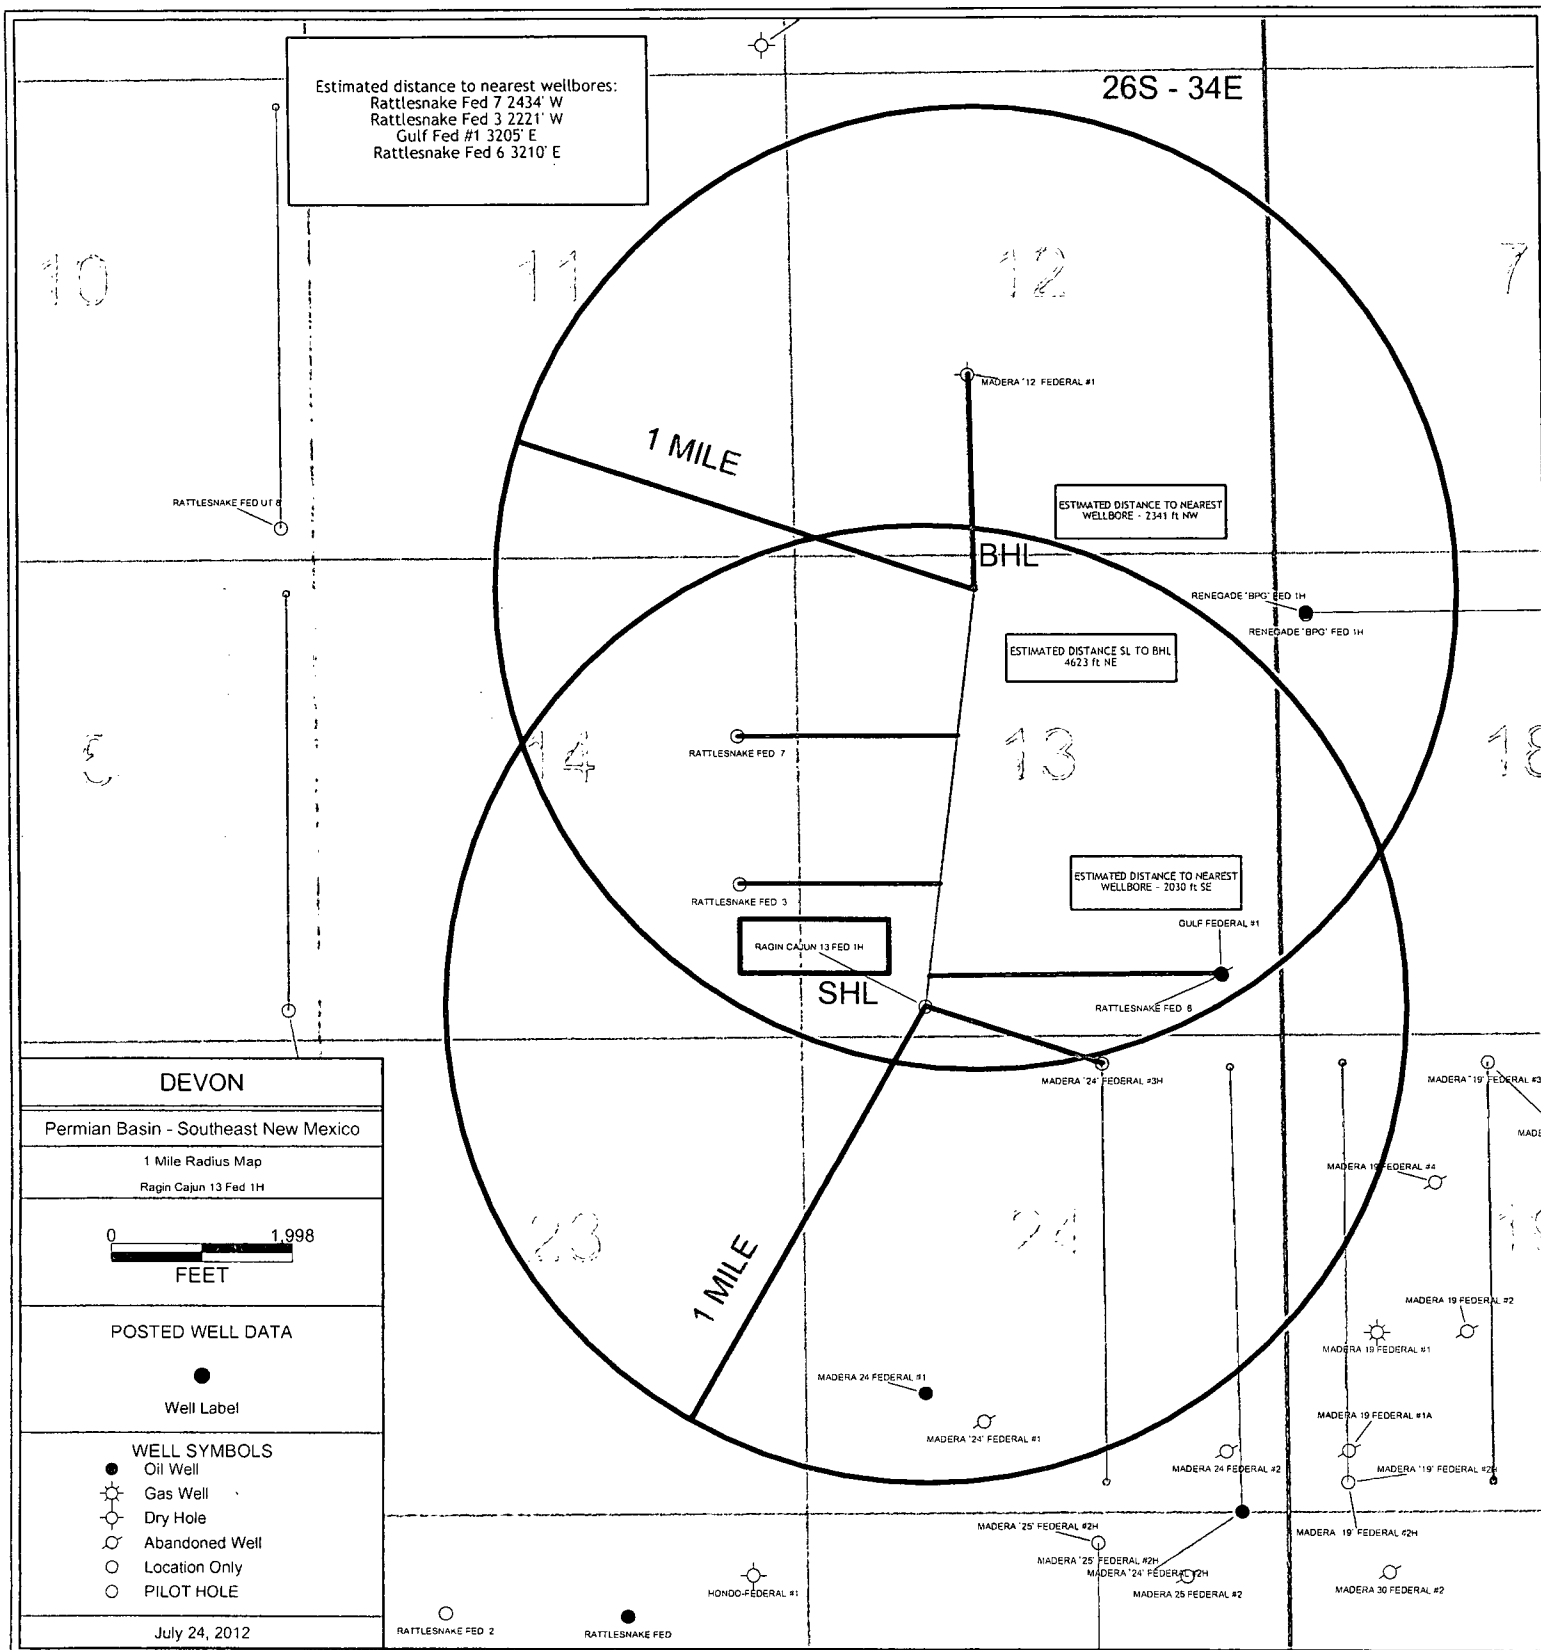 Estimated distance to nearest wellbores:
Rattlesnake Fed 7 2434' W
Rattlesnake Fed 3 2221' W
Gulf Fed #1 3205' E
Rattlesnake Fed 6 3210' E
26S - 34E
10
11
12
7
MADERA '12' FEDERAL #1
1 MILE
RATTLESNAKE FED UT 8
ESTIMATED DISTANCE TO NEAREST
WELLBORE - 2341 ft NW
BHL
RENEGADE 'BPG' FED 1H
RENEGADE 'BPG' FED 1H
ESTIMATED DISTANCE SL TO BHL
4623 ft NE
14
13
18
RATTLESNAKE FED 7
ESTIMATED DISTANCE TO NEAREST
WELLBORE - 2030 ft SE
RATTLESNAKE FED 3
GULF FEDERAL #1
RAGIN CAJUN 13 FED 1H
SHL
RATTLESNAKE FED 6
MADERA '24' FEDERAL #3H
MADERA '19' FEDERAL #3
MADE
MADERA 19 FEDERAL #4
23
24
1 MILE
MADERA 19 FEDERAL #2
MADERA 19 FEDERAL #1
MADERA 24 FEDERAL #1
MADERA '24' FEDERAL #1
MADERA 19 FEDERAL #1A
MADERA 24 FEDERAL #2
MADERA '19' FEDERAL #2H
MADERA '25' FEDERAL #2H
MADERA '19' FEDERAL #2H
MADERA '25' FEDERAL #2H
MADERA '24' FEDERAL #2H
MADERA 25 FEDERAL #2
MADERA 30 FEDERAL #2
HONDO-FEDERAL #1
RATTLESNAKE FED 2
RATTLESNAKE FED
DEVON
Permian Basin - Southeast New Mexico
1 Mile Radius Map
Ragin Cajun 13 Fed 1H
0 1,998
FEET
POSTED WELL DATA
Well Label
WELL SYMBOLS
Oil Well
Gas Well
Dry Hole
Abandoned Well
Location Only
PILOT HOLE
July 24, 2012